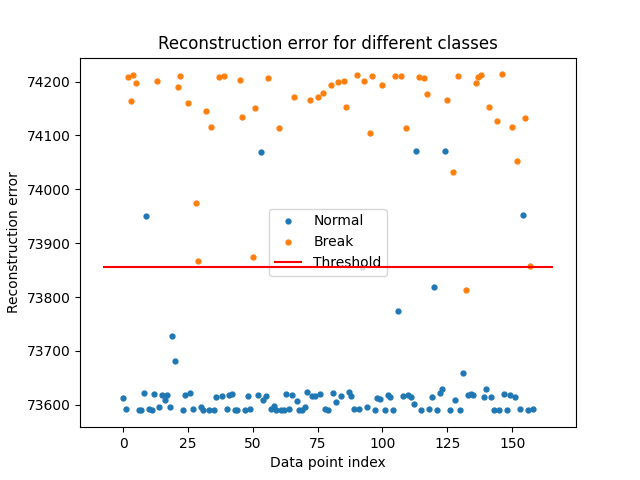 Reconstruction error for different classes
Reconstruction error
74200
74100
74000
73900
73800
73700
73600
Normal
Break
Threshold
0 25 50 75 100 125 150
Data point index